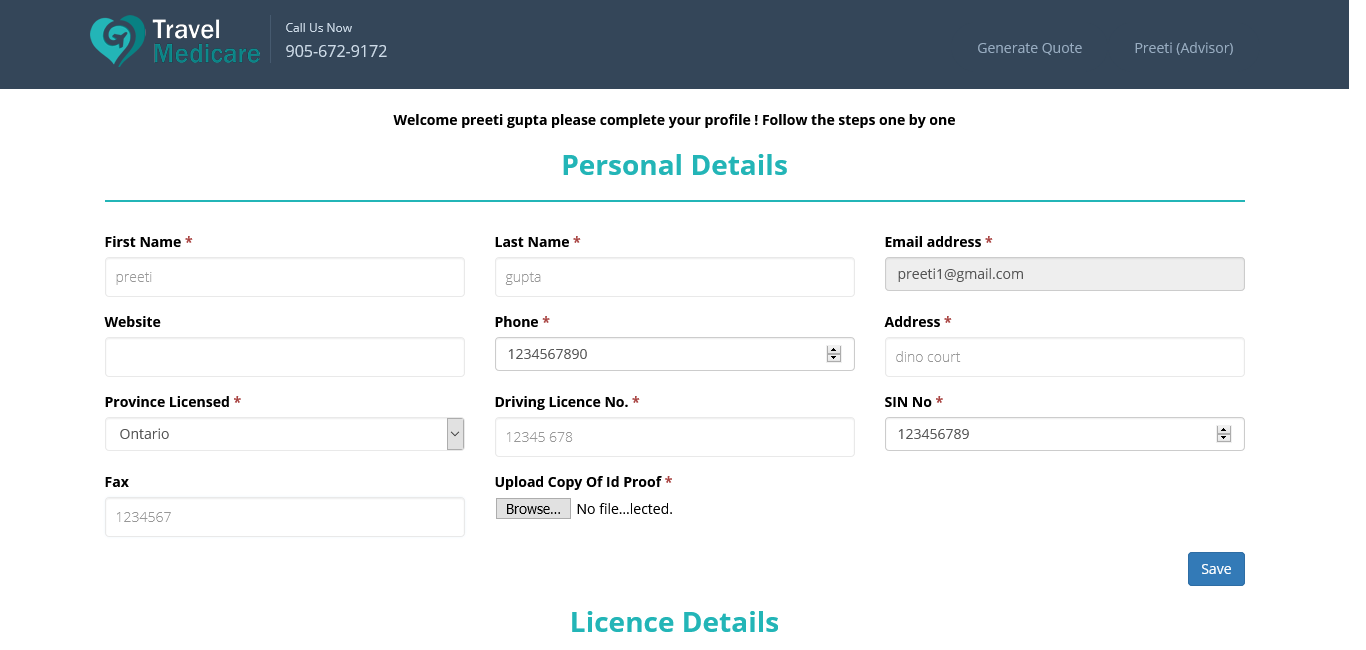 Travel
Medicare
Call Us Now
905-672-9172
Generate Quote
Preeti (Advisor)
Welcome preeti gupta please complete your profile ! Follow the steps one by one
Personal Details
First Name *
Last Name *
Email address *
preeti
gupta
preeti1@gmail.com
Website
Phone *
Address *
1234567890
dino court
Province Licensed *
Driving Licence No. *
SIN No *
Ontario
12345 678
123456789
Fax
Upload Copy Of Id Proof *
1234567
Browse... No file...lected.
Save
Licence Details